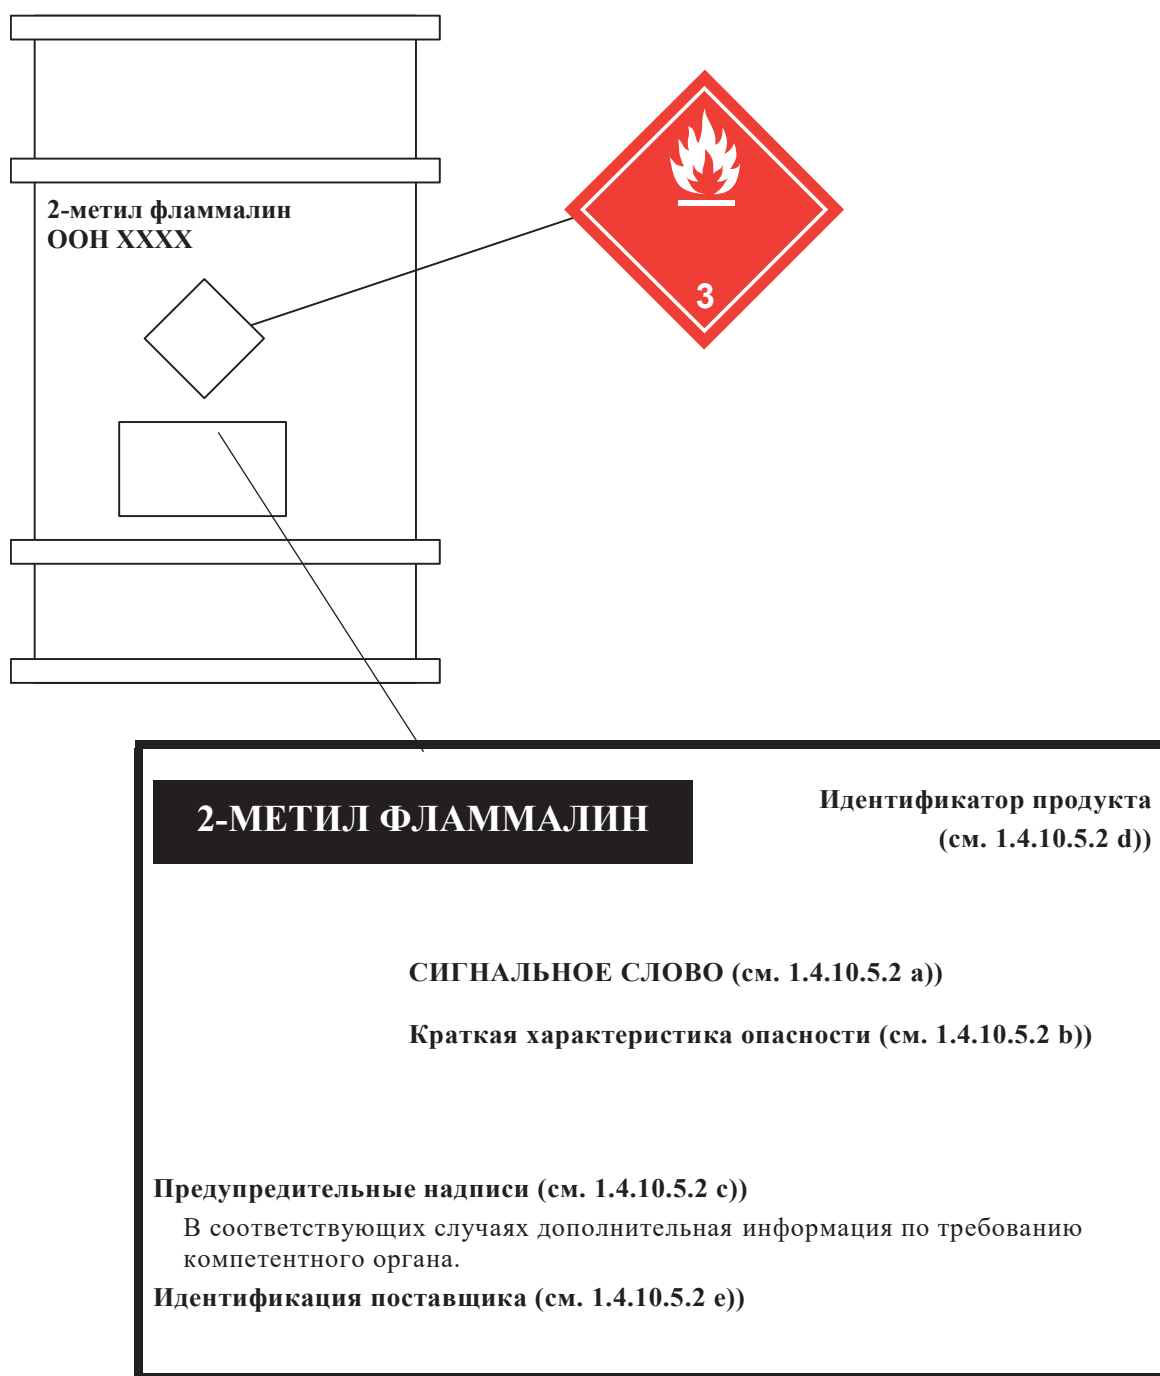 2-метил фламмалин
ООН XXXX
3
2-МЕТИЛ ФЛАММАЛИН
Идентификатор продукта
(см. 1.4.10.5.2 d))
СИГНАЛЬНОЕ СЛОВО (см. 1.4.10.5.2 a))
Краткая характеристика опасности (см. 1.4.10.5.2 b))
Предупредительные надписи (см. 1.4.10.5.2 c))
В соответствующих случаях дополнительная информация по требованию
компетентного органа.
Идентификация поставщика (см. 1.4.10.5.2 e))